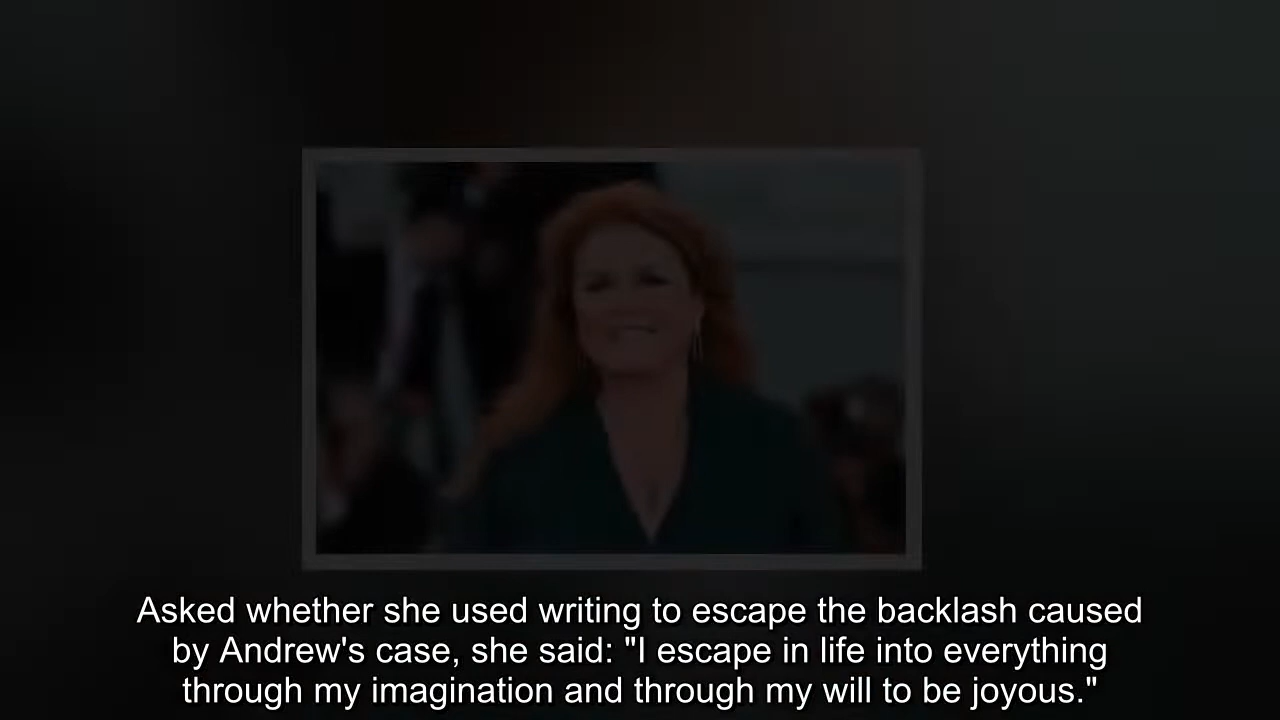 Asked whether she used writing to escape the backlash caused
by Andrew's case, she said: "I escape in life into everything
through my imagination and through my will to be joyous."